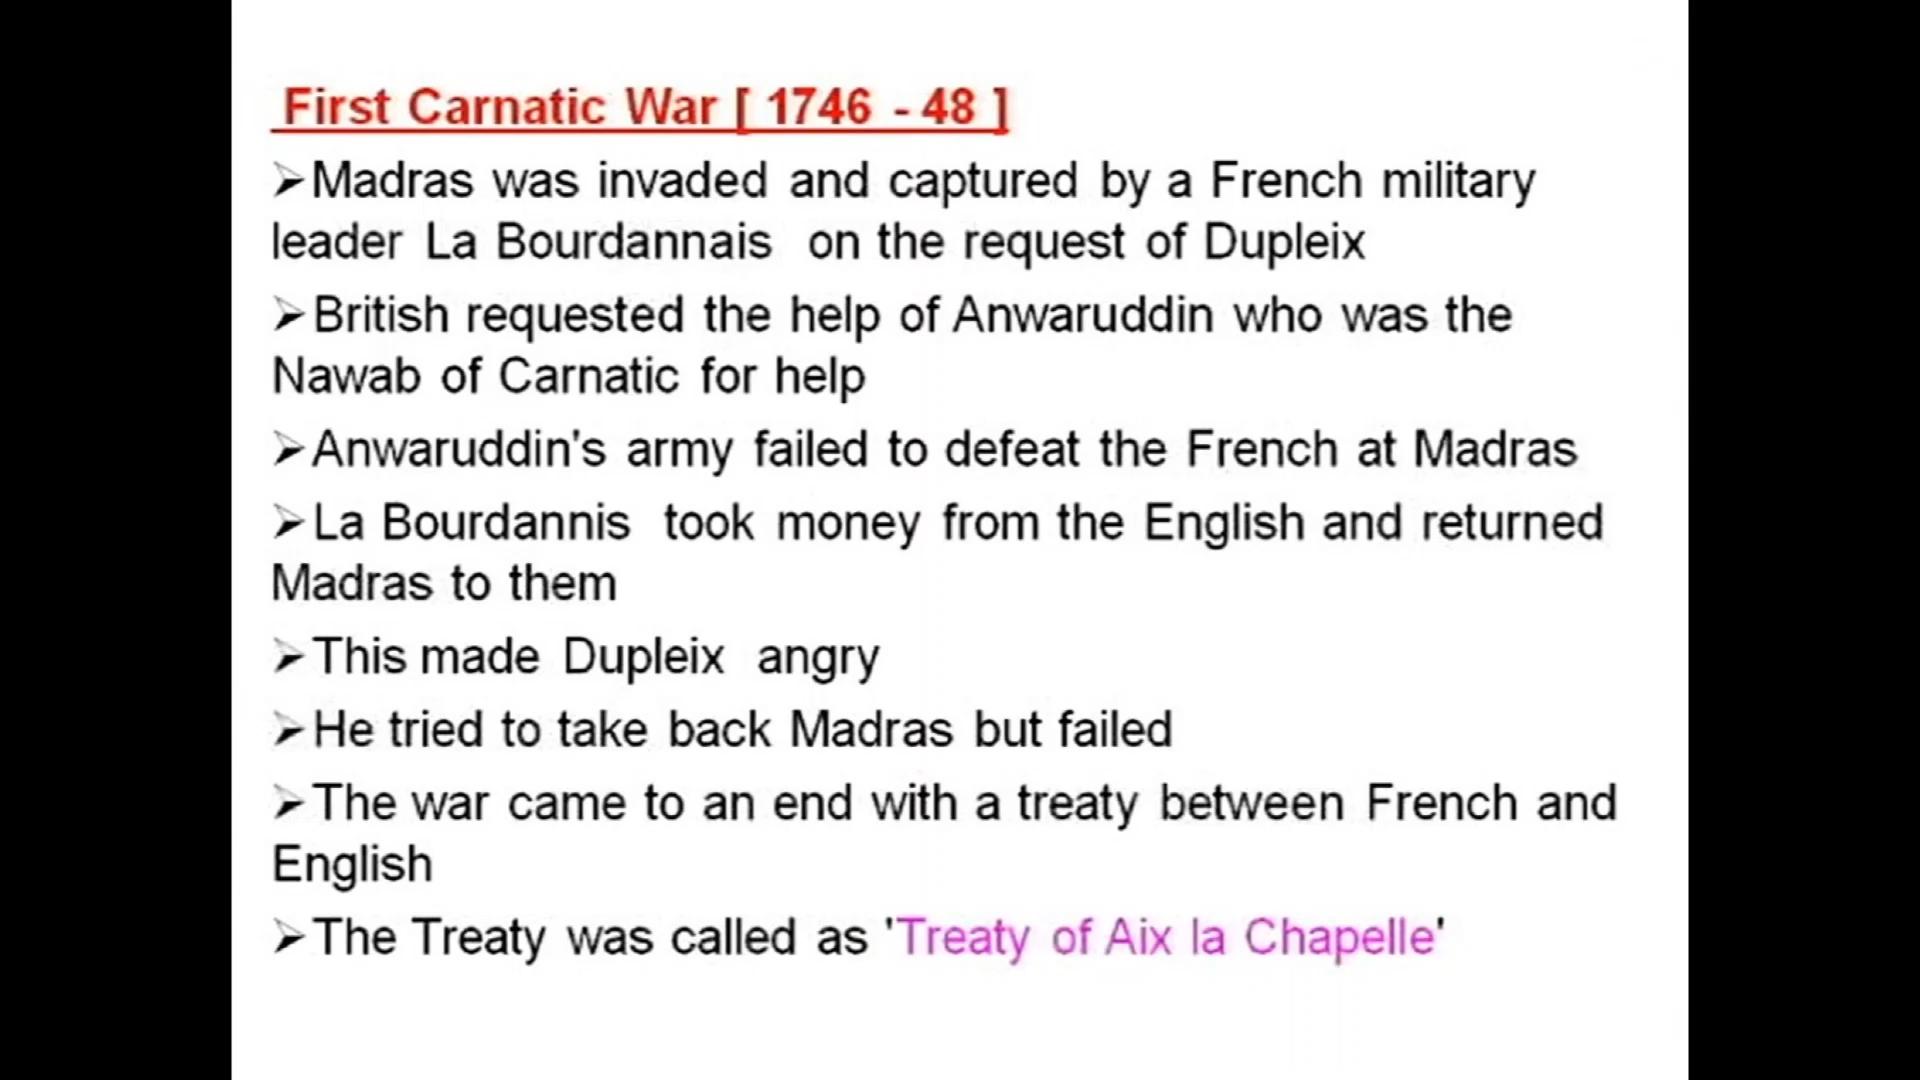 First Carnatic War [ 1746 - 48 ]
➢Madras was invaded and captured by a French military
leader La Bourdannais on the request of Dupleix
➢British requested the help of Anwaruddin who was the
Nawab of Carnatic for help
➢Anwaruddin's army failed to defeat the French at Madras
➢La Bourdannis took money from the English and returned
Madras to them
➢This made Dupleix angry
➢He tried to take back Madras but failed
➢The war came to an end with a treaty between French and
English
➢The Treaty was called as 'Treaty of Aix la Chapelle'